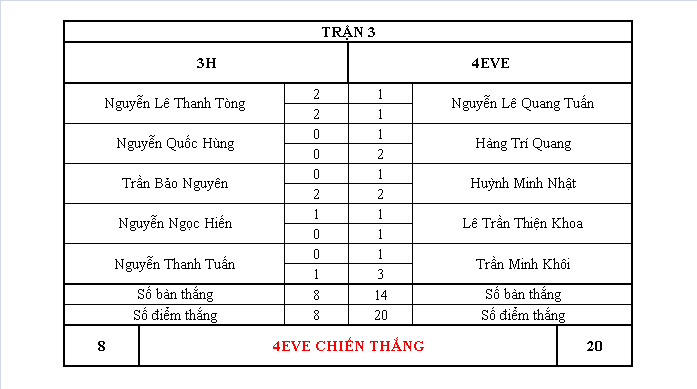 TRẬN 3
3H 4EVE
Nguyễn Lê Thanh Tòng 2 1 Nguyễn Lê Quang Tuấn
2 1
Nguyễn Quốc Hùng 0 1 Hàng Trí Quang
0 2
Trần Bảo Nguyên 0 1 Huỳnh Minh Nhật
2 2
Nguyễn Ngọc Hiến 1 1 Lê Trần Thiện Khoa
0 1
Nguyễn Thanh Tuấn 0 1 Trần Minh Khôi
1 3
Số bàn thắng 8 14 Số bàn thắng
Số điểm thắng 8 20 Số điểm thắng
8 4EVE CHIẾN THẮNG 20